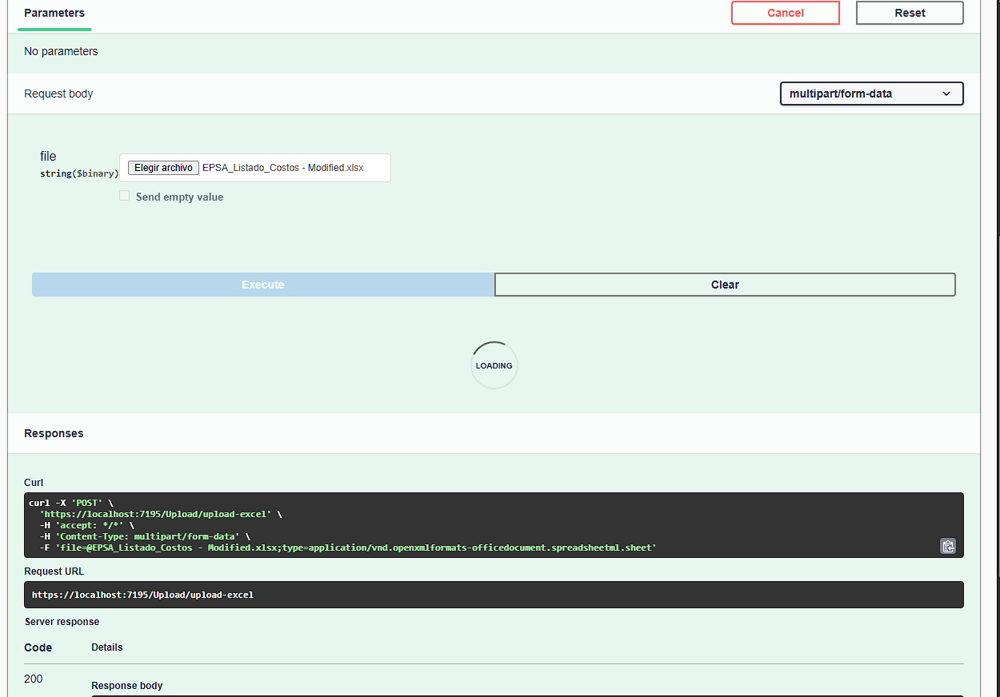 Parameters
Cancel
Reset
No parameters
Request body
multipart/form-data
file
string($binary)
Elegir archivo EPSA_Listado_Costos - Modified.xlsx
Send empty value
Execute
Clear
LOADING
Responses
Curl
curl -X 'POST' \
'https://localhost:7195/Upload/upload-excel' \
-H 'accept: */*' \
-H 'Content-Type: multipart/form-data' \
-F 'file=@EPSA_Listado_Costos - Modified.xlsx;type=application/vnd.openxmlformats-officedocument.spreadsheetml.sheet'
Request URL
https://localhost:7195/Upload/upload-excel
Server response
Code
Details
200
Response body